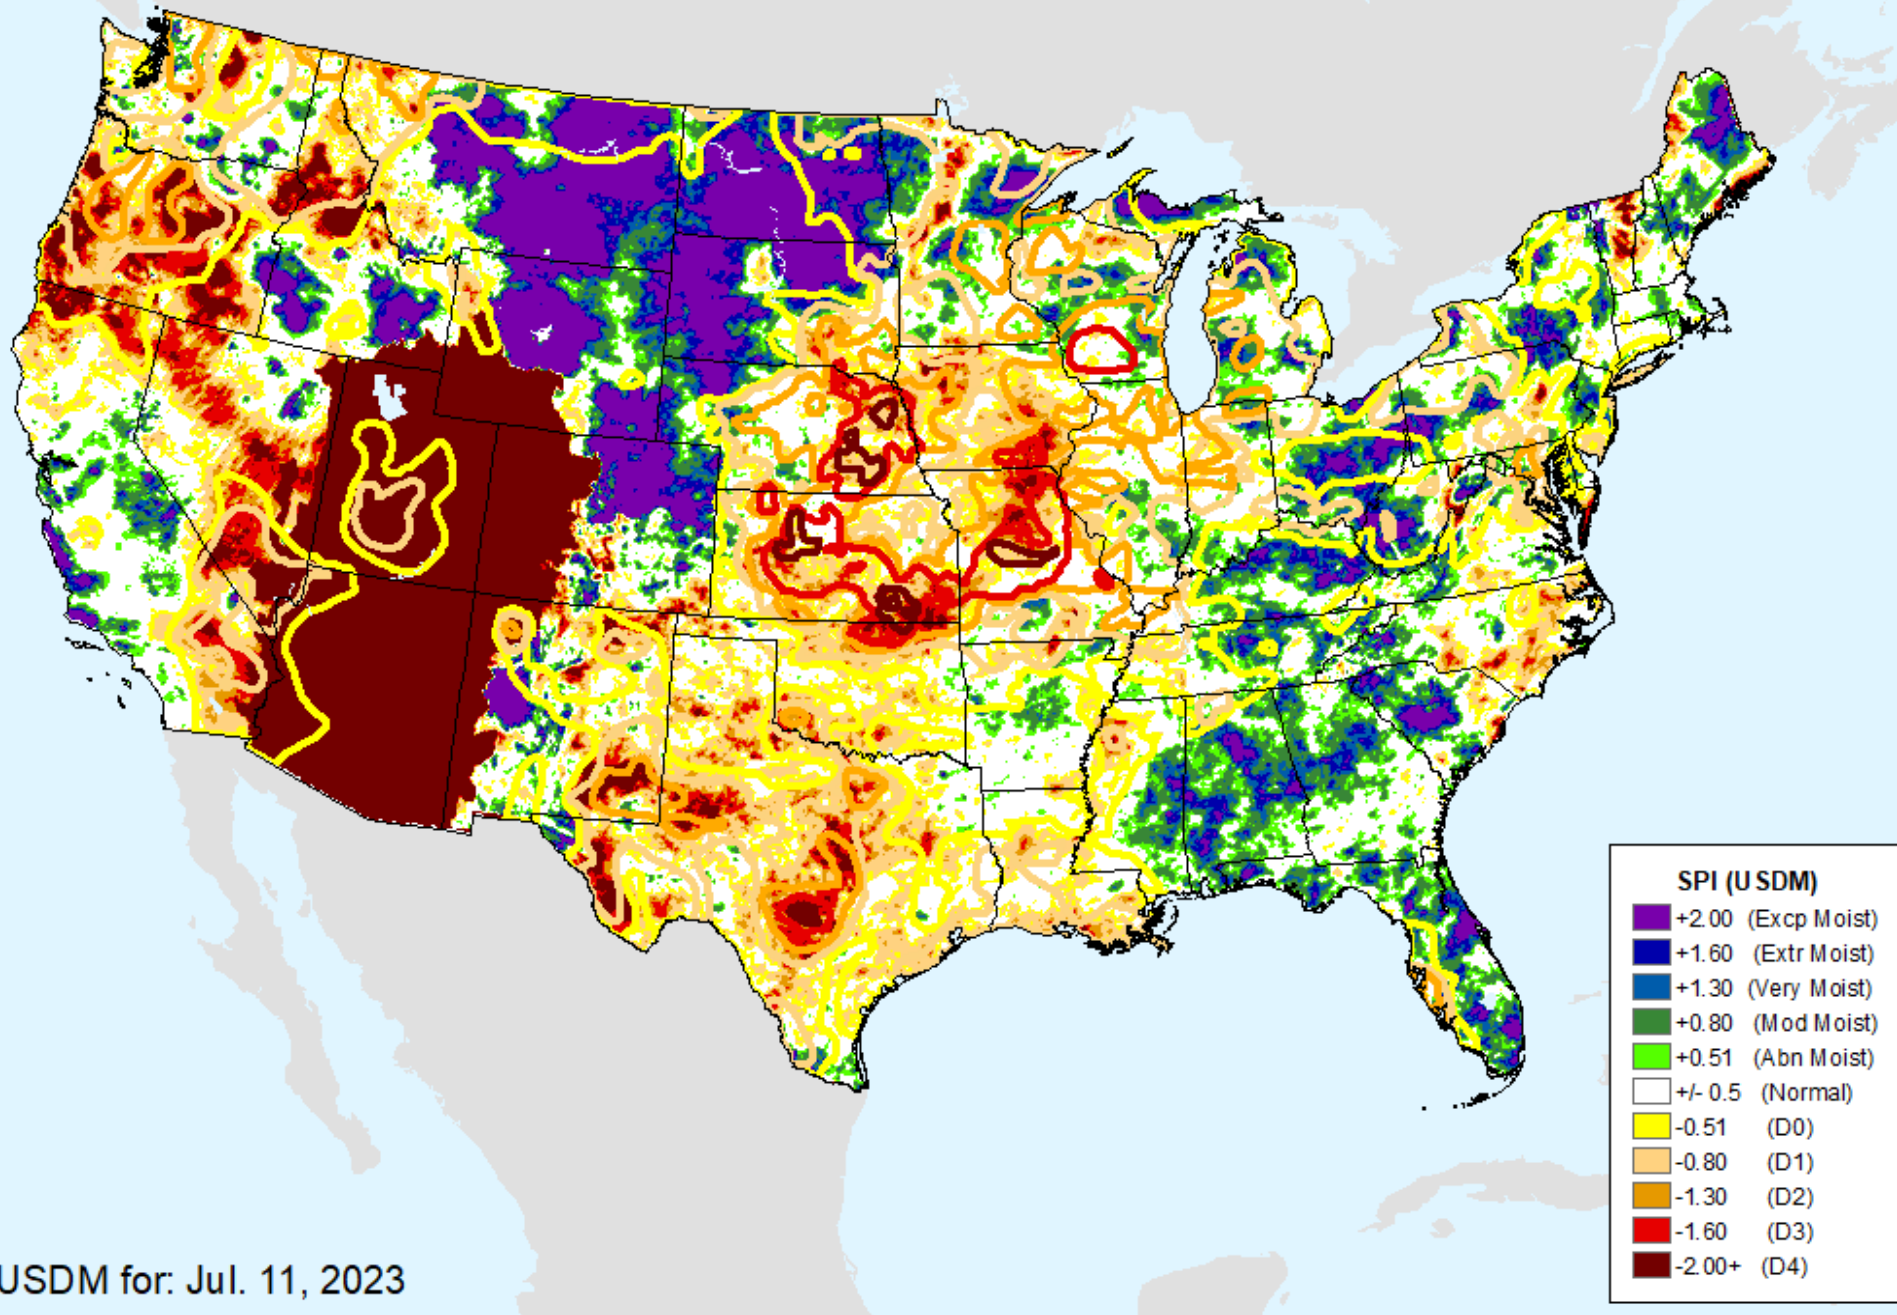 SPI (USDM)
+2.00 (Excp Moist)
+1.60 (Extr Moist)
+1.30 (Very Moist)
+0.80 (Mod Moist)
+0.51 (Abn Moist)
+/- 0.5 (Normal)
-0.51 (D0)
-0.80 (D1)
-1.30 (D2)
-1.60 (D3)
-2.00+ (D4)
USDM for: Jul. 11, 2023